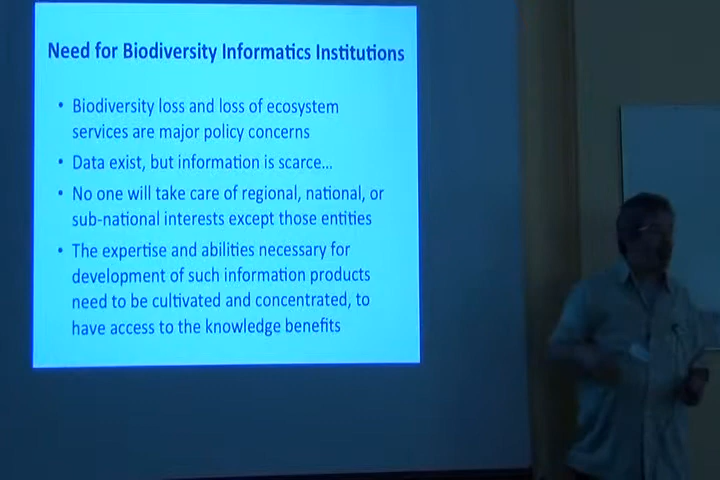 Need for Biodiversity Informatics Institutions
• Biodiversity loss and loss of ecosystem
services are major policy concerns
• Data exist, but information is scarce...
• No one will take care of regional, national, or
sub-national interests except those entities
• The expertise and abilities necessary for
development of such information products
need to be cultivated and concentrated, to
have access to the knowledge benefits